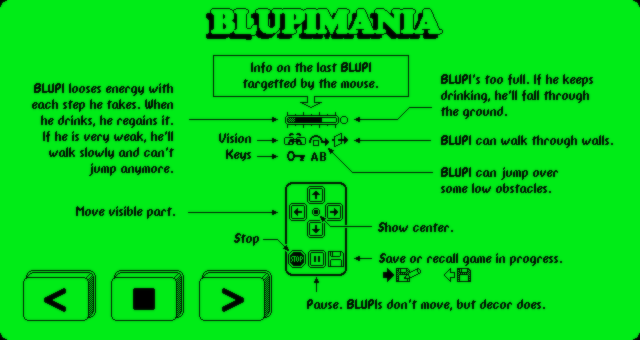 BLUPIMANIA
Info on the last BLUPI
targetted by the mouse.
BLUPI looses energy with
each step he takes. When
he drinks, he regains it.
If he is very weak, he'll
walk slowly and can't
jump anymore.
BLUPI's too full. If he keeps
drinking, he'll fall through
the ground.
Vision
Keys
AB
BLUPI can walk through walls.
BLUPI can jump over
some low obstacles.
Move visible part.
Show center.
Stop
STOP
Save or recall game in progress.
Pause. BLUPIs don't move, but decor does.
< >